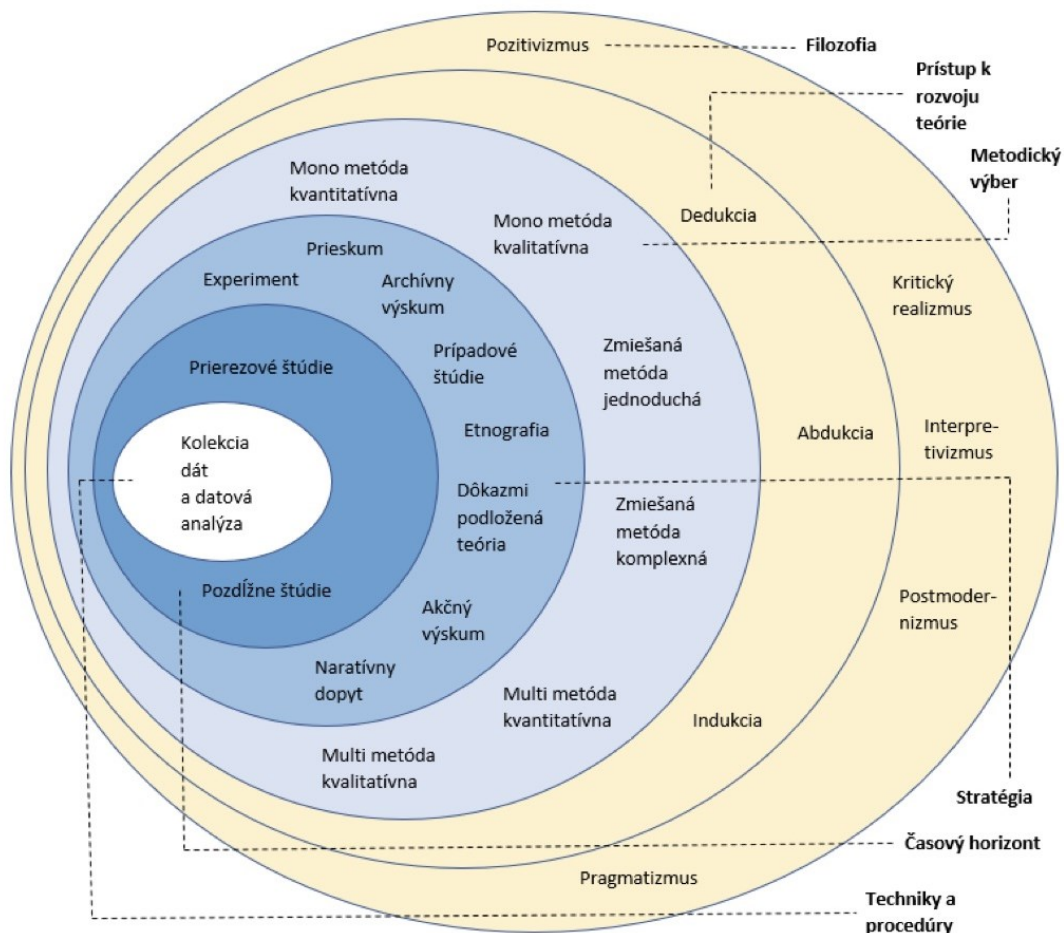 Pozitivizmus
Filozofia
Prístup k
rozvoju
teórie
Metodický
výber
Mono metóda
kvantitatívna
Mono metóda
kvalitatívna
Dedukcia
Prieskum
Experiment
Archívny
výskum
Kritický
realizmus
Prierezové štúdie
Prípadové
štúdie
Zmiešaná
metóda
jednoduchá
Etnografia
Abdukcia
Interpre-
tivizmus
Kolekcia
dát
a datová
analýza
Dôkazmi
podložená
teória
Zmiešaná
metóda
komplexná
Pozdĺžne štúdie
Akčný
výskum
Postmoder-
nizmus
Naratívny
dopyt
Multi metóda
kvantitatívna
Indukcia
Multi metóda
kvalitatívna
Stratégia
Časový horizont
Pragmatizmus
Techniky a
procedúry